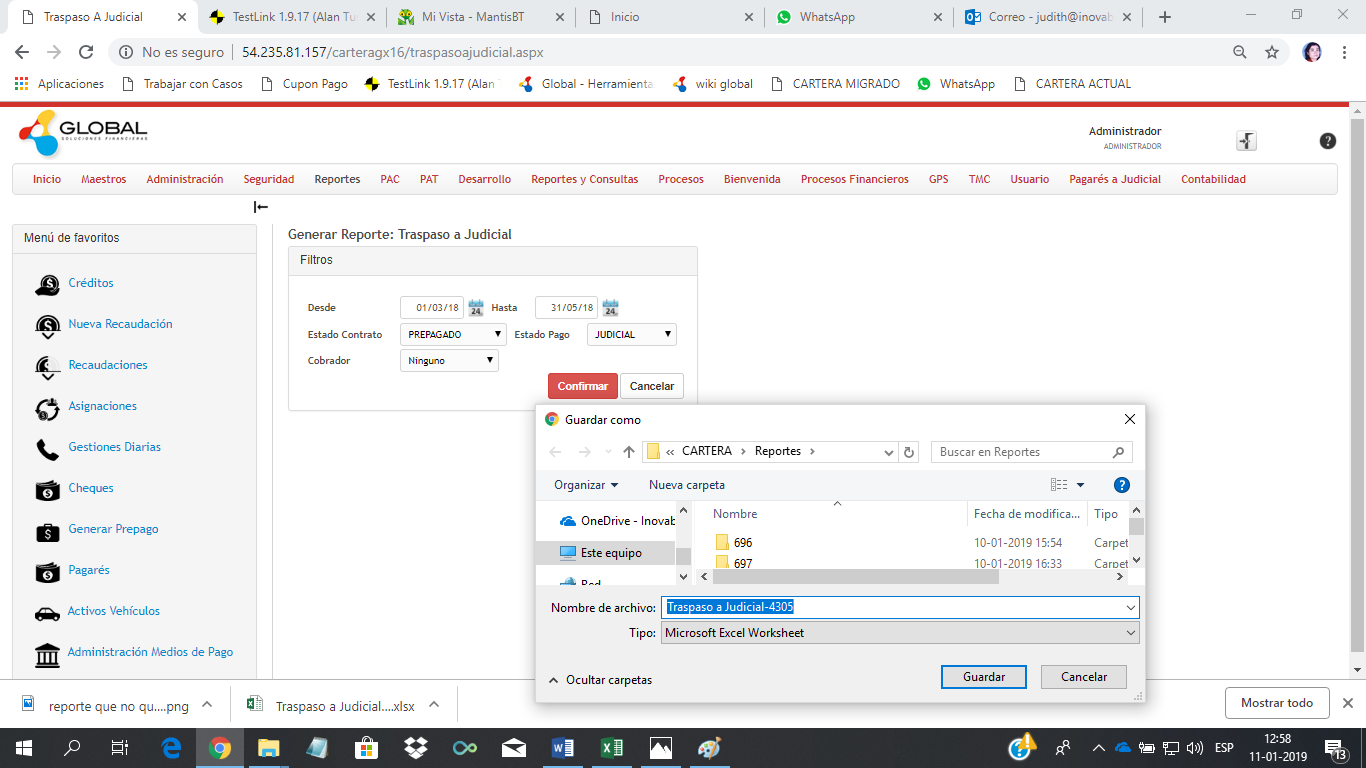 Traspaso a Judicial
TestLink 1.9.17 (Alan Tu
Mi Vista - MantisBT
Inicio
WhatsApp
Correo - judith@inovab
No es seguro
54.235.81.157/carteragx16/traspasoajudicial.aspx
Aplicaciones
Trabajar con Casos
Cupon Pago
TestLink 1.9.17 (Alan
Global - Herramienta
wiki global
CARTERA MIGRADO
WhatsApp
CARTERA ACTUAL
GLOBAL
SOLUCIONES FINANCIERAS
Administrador
ADMINISTRADOR
Inicio Maestros Administración Seguridad Reportes PAC PAT Desarrollo Reportes y Consultas Procesos Bienvenida Procesos Financieros GPS TMC Usuario Pagarés a Judicial Contabilidad
Menú de favoritos
Créditos
Nueva Recaudación
Recaudaciones
Asignaciones
Gestiones Diarias
Cheques
Generar Prepago
Pagarés
Activos Vehículos
Administración Medios de Pago
Generar Reporte: Traspaso a Judicial
Filtros
Desde 01/03/18 24 Hasta 31/05/18 24
Estado Contrato PREPAGADO Estado Pago JUDICIAL
Cobrador Ninguno
Confirmar Cancelar
Guardar como
« CARTERA › Reportes ›
Buscar en Reportes
Organizar
Nueva carpeta
OneDrive - Inovab
Este equipo
Red
Nombre Fecha de modifica... Tipo
696 10-01-2019 15:54 Carpet
697 10-01-2019 16:33 Carpet
Nombre de archivo: Traspaso a Judicial-4305
Tipo: Microsoft Excel Worksheet
Ocultar carpetas
Guardar
Cancelar
reporte que no qu....png
Traspaso a Judicial....xlsx
Mostrar todo
ESP
12:58
11-01-2019
13